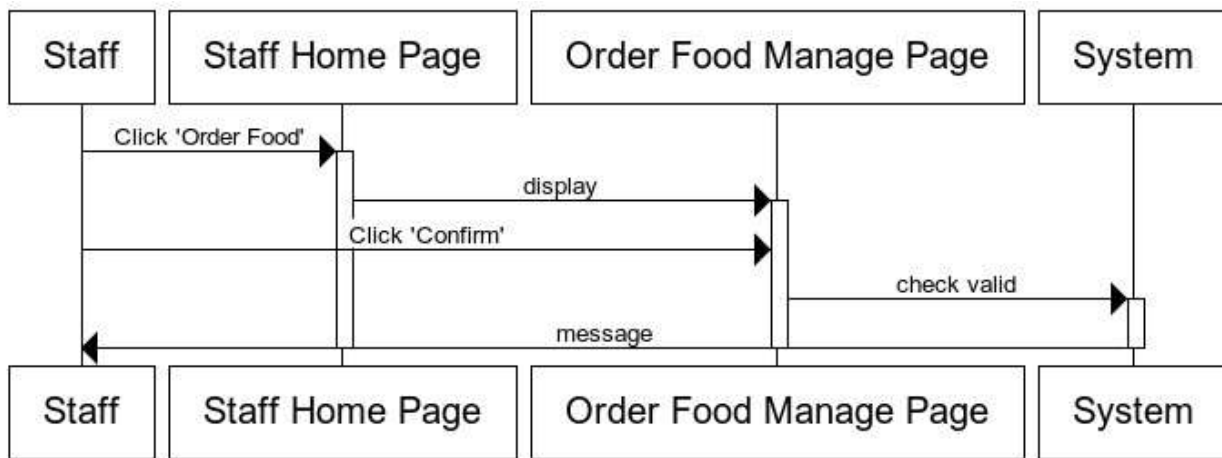 Staff
Staff Home Page
Order Food Manage Page
System
Click 'Order Food'
display
Click 'Confirm'
check valid
message
Staff
Staff Home Page
Order Food Manage Page
System